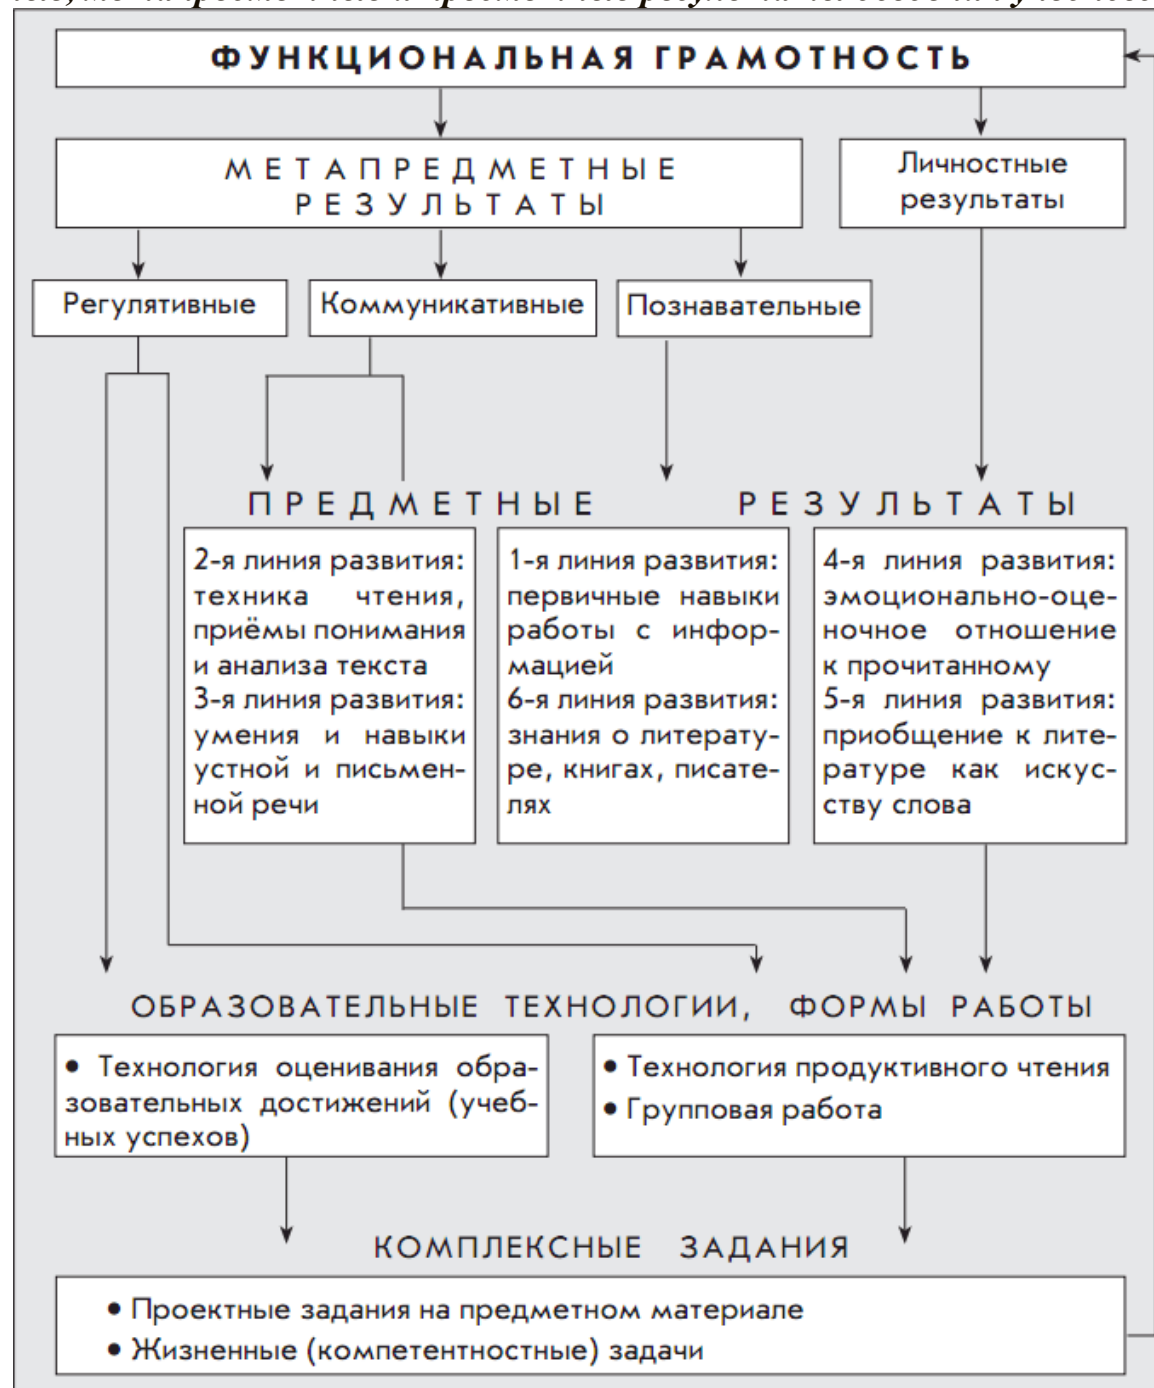 ФУНКЦИОНАЛЬНАЯ ГРАМОТНОСТЬ
МЕТАПРЕДМЕТНЫЕ
РЕЗУЛЬТАТЫ
Личностные
результаты
Регулятивные
Коммуникативные
Познавательные
ПРЕДМЕТНЫЕ РЕЗУЛЬТАТЫ
2-я линия развития:
техника чтения,
приёмы понимания
и анализа текста
3-я линия развития:
умения и навыки
устной и письмен-
ной речи
1-я линия развития:
первичные навыки
работы с инфор-
мацией
6-я линия развития:
знания о литерату-
ре, книгах, писате-
лях
4-я линия развития:
эмоционально-оце-
ночное отношение
к прочитанному
5-я линия развития:
приобщение к лите-
ратуре как искус-
ству слова
ОБРАЗОВАТЕЛЬНЫЕ ТЕХНОЛОГИИ, ФОРМЫ РАБОТЫ
• Технология оценивания обра-
зовательных достижений (учеб-
ных успехов)
• Технология продуктивного чтения
• Групповая работа
КОМПЛЕКСНЫЕ ЗАДАНИЯ
• Проектные задания на предметном материале
• Жизненные (компетентностные) задачи